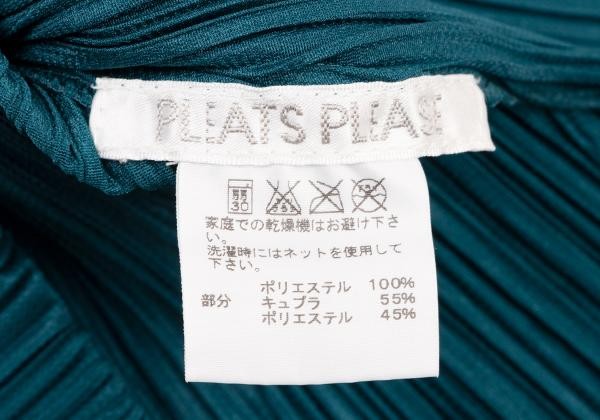 PLEATS PLEASE
30
家庭での乾燥機はお避け下さ
い。
洗濯時にはネットを使用して
下さい。
ポリエステル 100%
部分 キュプラ 55%
ポリエステル 45%